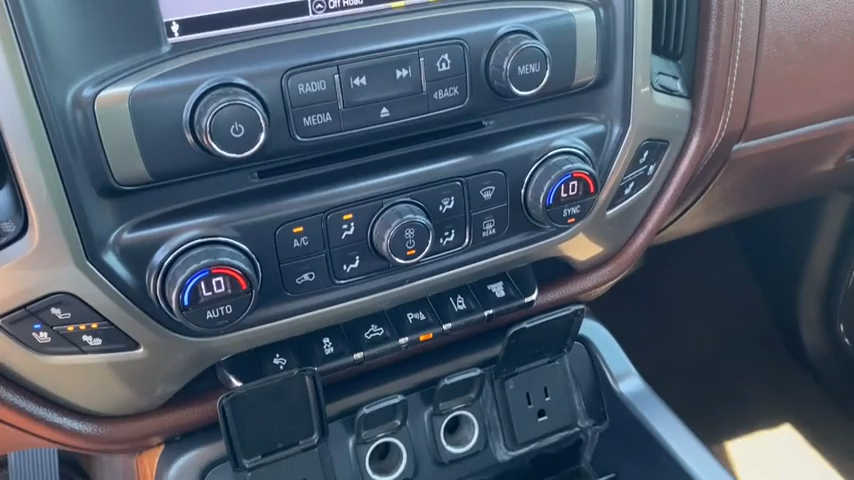 Off Road
RADIO
MEDIA
BACK
MENU
A/C
REAR
LO
SYNC
LO
AUTO
OFF
P